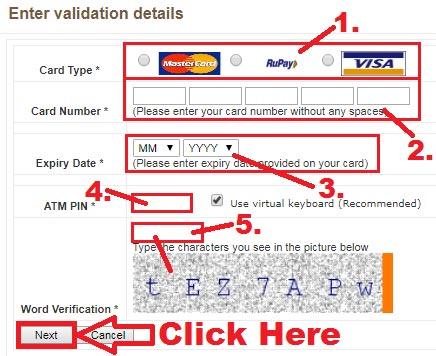 Enter validation details
1.
Card Type * MasterCard RuPay VISA
Card Number *
(Please enter your card number without any spaces
2.
Expiry Date * MM YYYY
(Please enter expiry date provided on your card)
3.
4.
ATM PIN * Use virtual keyboard (Recommended)
5.
Type the characters you see in the picture below
t E Z 7 A P w
Word Verification *
Next Cancel Click Here